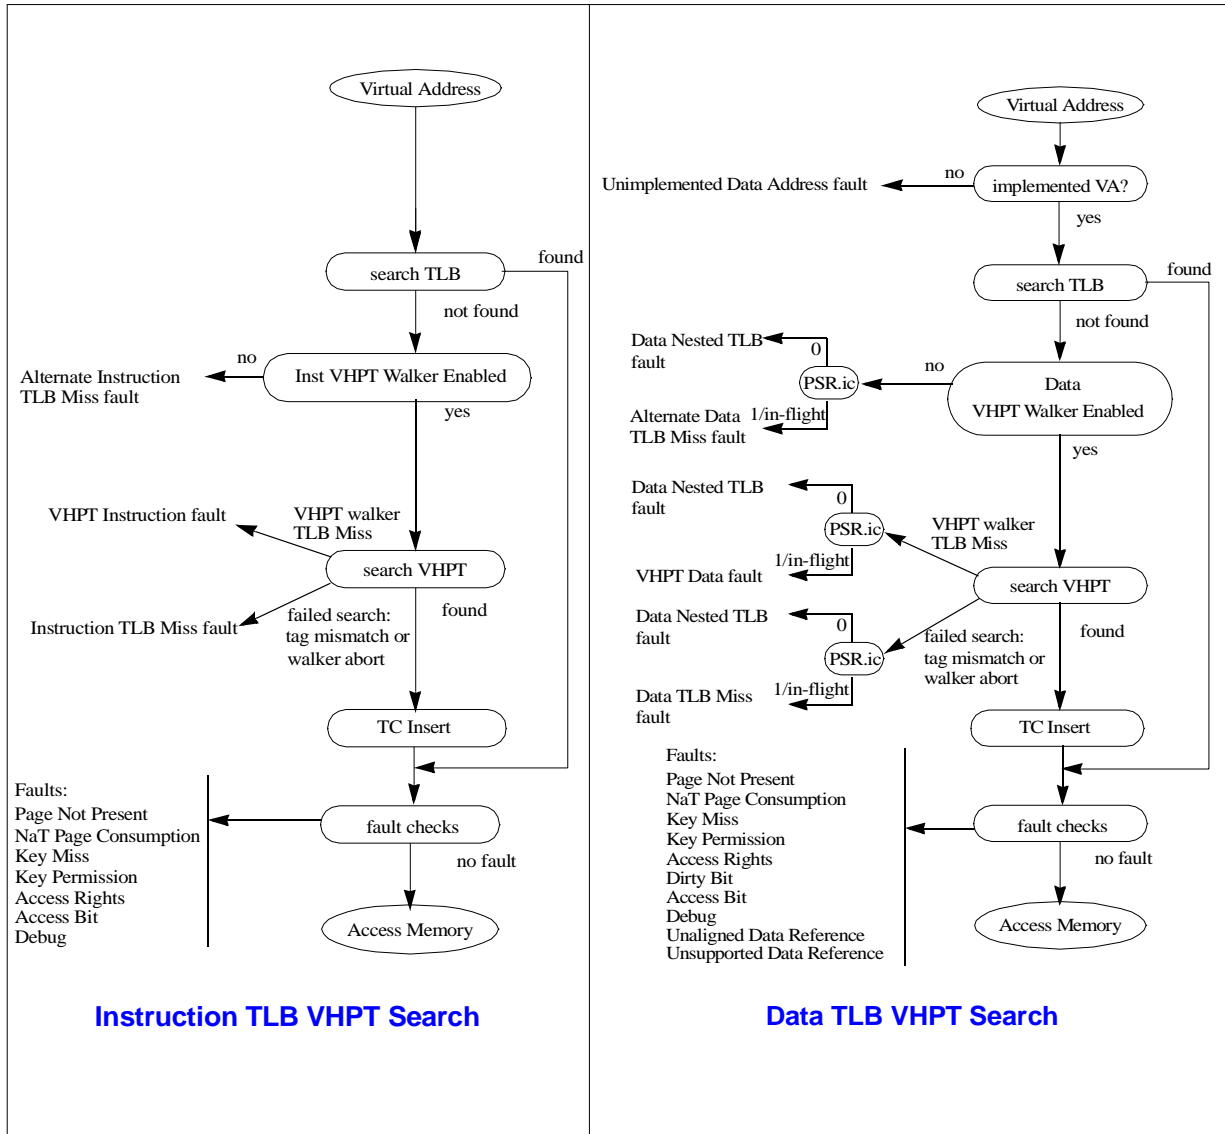 Virtual Address
search TLB
found
not found
no
Inst VHPT Walker Enabled
Alternate Instruction
TLB Miss fault
yes
VHPT Instruction fault
VHPT walker
TLB Miss
search VHPT
Instruction TLB Miss fault
failed search:
tag mismatch or
walker abort
found
TC Insert
Faults:
Page Not Present
NaT Page Consumption
Key Miss
Key Permission
Access Rights
Access Bit
Debug
fault checks
no fault
Access Memory
Instruction TLB VHPT Search
Virtual Address
no
Unimplemented Data Address fault
implemented VA?
yes
search TLB
found
not found
Data Nested TLB
fault
0
PSR.ic
no
Data
VHPT Walker Enabled
1/in-flight
Alternate Data
TLB Miss fault
yes
Data Nested TLB
fault
0
PSR.ic
VHPT walker
TLB Miss
1/in-flight
VHPT Data fault
search VHPT
Data Nested TLB
fault
0
PSR.ic
failed search:
tag mismatch or
walker abort
found
1/in-flight
Data TLB Miss
fault
TC Insert
Faults:
Page Not Present
NaT Page Consumption
Key Miss
Key Permission
Access Rights
Dirty Bit
Access Bit
Debug
Unaligned Data Reference
Unsupported Data Reference
fault checks
no fault
Access Memory
Data TLB VHPT Search